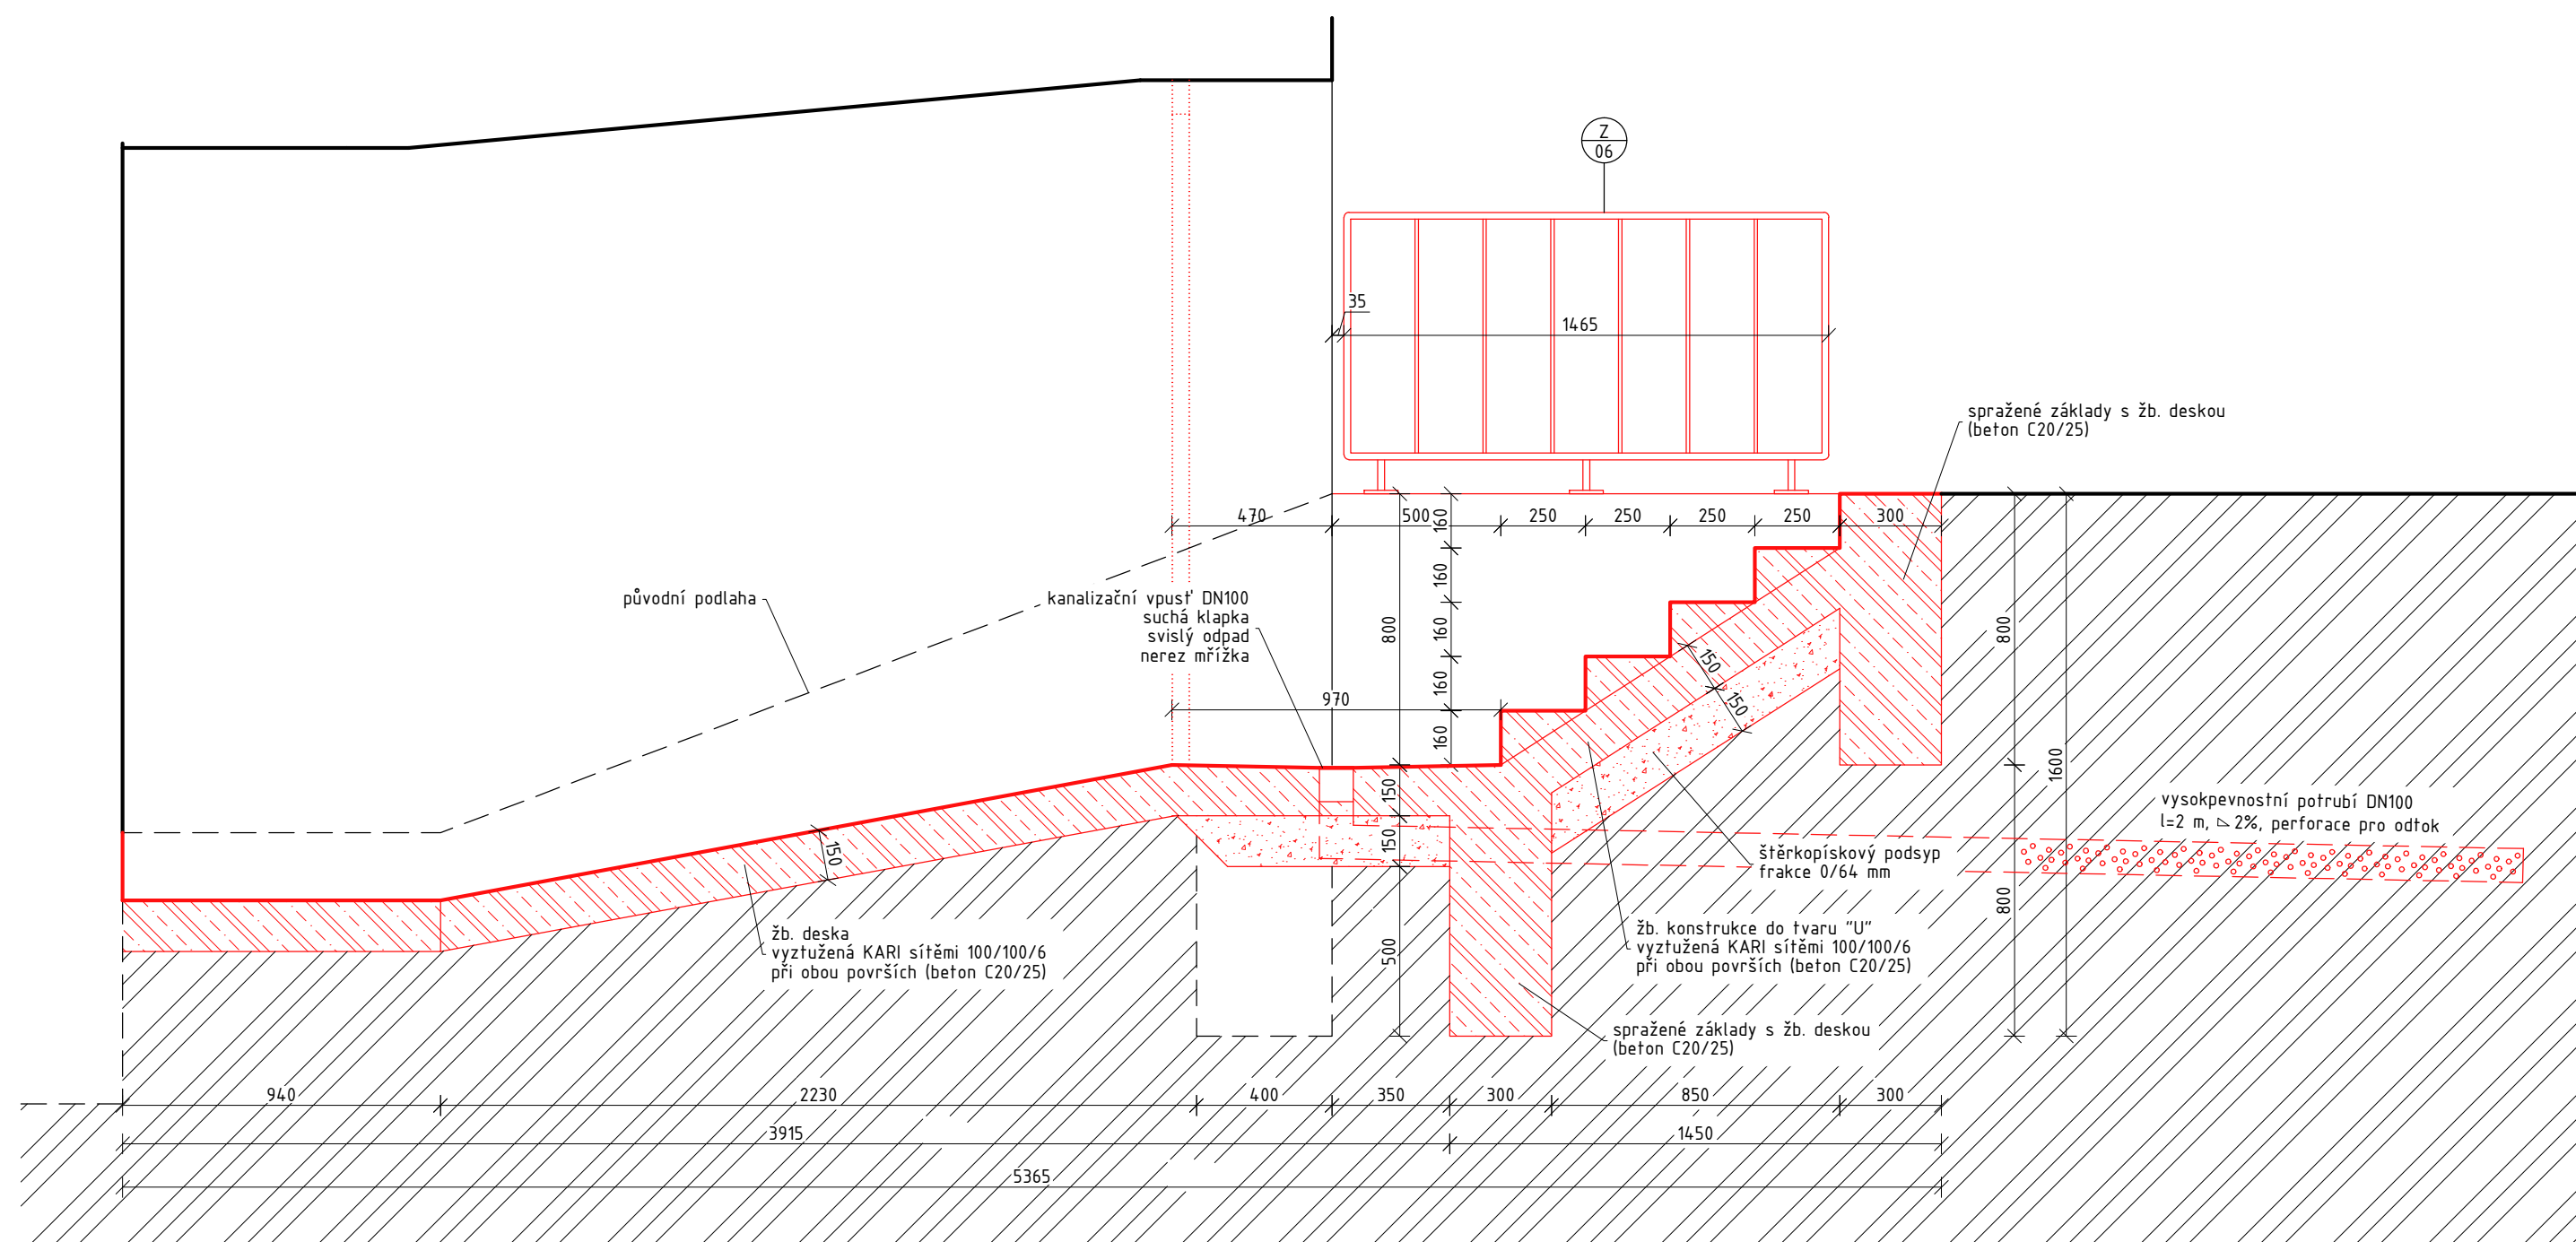 Z
06
35
1465
spražené základy s žb. deskou
(beton C20/25)
470
500
250
250
250
250
300
160
160
160
160
160
800
800
1600
800
původní podlaha
kanalizační vpusť DN100
suchá klapka
svislý odpad
nerez mřížka
970
150
150
150
150
500
150
vysokpevnostní potrubí DN100
l=2 m, ⊾ 2%, perforace pro odtok
štěrkopískový podsyp
frakce 0/64 mm
žb. deska
vyztužená KARI sítěmi 100/100/6
při obou površích (beton C20/25)
žb. konstrukce do tvaru "U"
vyztužená KARI sítěmi 100/100/6
při obou površích (beton C20/25)
spražené základy s žb. deskou
(beton C20/25)
940
2230
400
350
300
850
300
3915
1450
5365